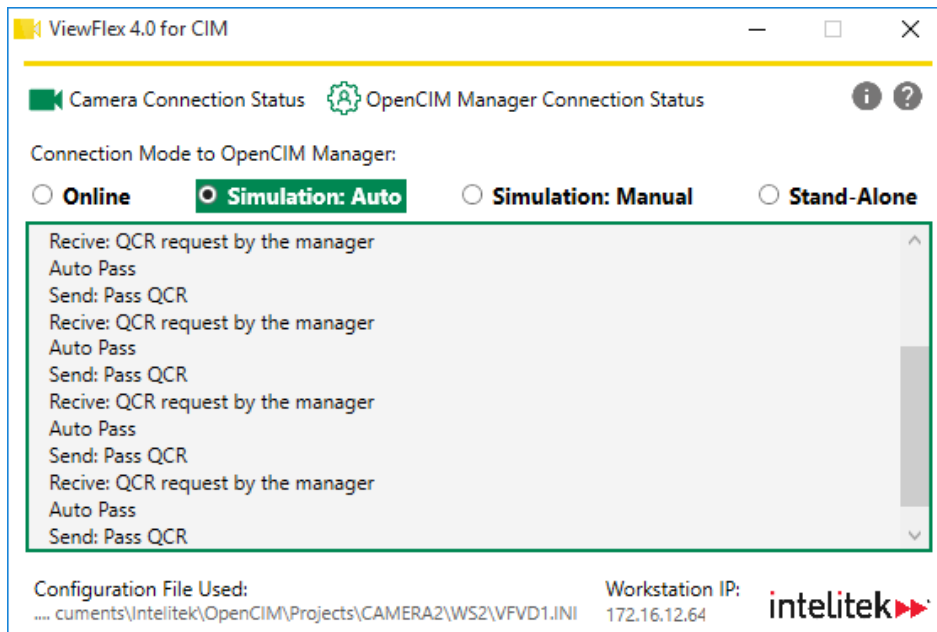 ViewFlex 4.0 for CIM
Camera Connection Status OpenCIM Manager Connection Status i ?
Connection Mode to OpenCIM Manager:
Online Simulation: Auto Simulation: Manual Stand-Alone
Recive: QCR request by the manager
Auto Pass
Send: Pass QCR
Recive: QCR request by the manager
Auto Pass
Send: Pass QCR
Recive: QCR request by the manager
Auto Pass
Send: Pass QCR
Recive: QCR request by the manager
Auto Pass
Send: Pass QCR
Configuration File Used: Workstation IP:
.... cuments\Intelitek\OpenCIM\Projects\CAMERA2\WS2\VFVD1.INI 172.16.12.64
intelitek